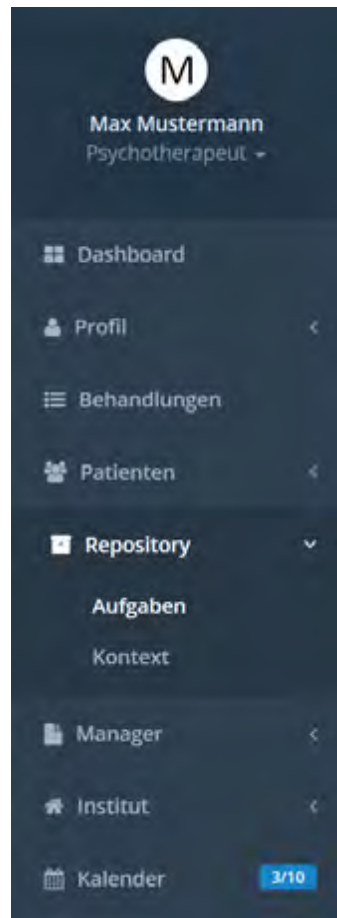 M
Max Mustermann
Psychotherapeut
Dashboard
Profil
Behandlungen
Patienten
Repository
Aufgaben
Kontext
Manager
Institut
Kalender 3/10